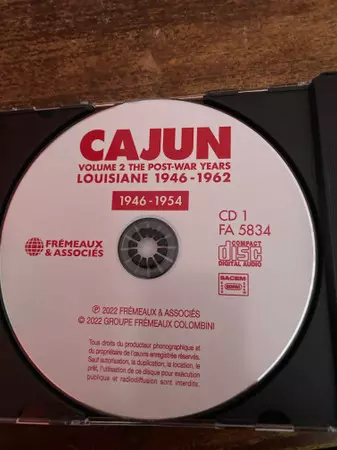 CAJUN
VOLUME 2 THE POST-WAR YEARS
LOUISIANE 1946-1962
1946-1954
CD 1
FA 5834
FRÉMEAUX
& ASSOCIÉS
COMPACT
disc
DIGITAL AUDIO
SACEM
℗ 2022 FRÉMEAUX & ASSOCIÉS
© 2022 GROUPE FRÉMEAUX COLOMBINI
Tous droits du producteur phonographique et
du propriétaire de l'œuvre enregistrée réservés.
Sauf autorisation, la duplication, la location, le
prêt, l'utilisation de ce disque pour exécution
publique et radiodiffusion sont interdits.